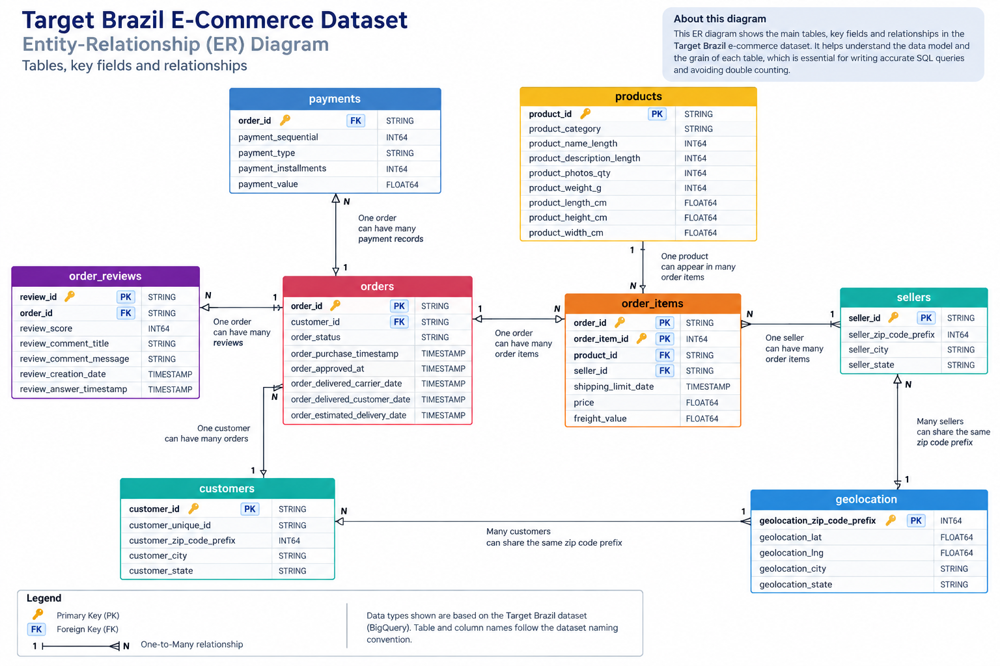 Target Brazil E-Commerce Dataset
Entity-Relationship (ER) Diagram
Tables, key fields and relationships
About this diagram
This ER diagram shows the main tables, key fields and relationships in the
Target Brazil e-commerce dataset. It helps understand the data model and
the grain of each table, which is essential for writing accurate SQL queries
and avoiding double counting.
payments
order_id FK STRING
payment_sequential INT64
payment_type STRING
payment_installments INT64
payment_value FLOAT64
products
product_id PK STRING
product_category STRING
product_name_length INT64
product_description_length INT64
product_photos_qty INT64
product_weight_g INT64
product_length_cm FLOAT64
product_height_cm FLOAT64
product_width_cm FLOAT64
N
One order
can have many
payment records
1
1
One product
can appear in many
order items
N
order_reviews
review_id PK STRING
order_id FK STRING
review_score INT64
review_comment_title STRING
review_comment_message STRING
review_creation_date TIMESTAMP
review_answer_timestamp TIMESTAMP
N 1
One order
can have many
reviews
orders
order_id PK STRING
customer_id FK STRING
order_status STRING
order_purchase_timestamp TIMESTAMP
order_approved_at TIMESTAMP
order_delivered_carrier_date TIMESTAMP
order_delivered_customer_date TIMESTAMP
order_estimated_delivery_date TIMESTAMP
1 N
One order
can have many
order items
order_items
order_id PK STRING
order_item_id PK INT64
product_id FK STRING
seller_id FK STRING
shipping_limit_date TIMESTAMP
price FLOAT64
freight_value FLOAT64
N 1
One seller
can have many
order items
sellers
seller_id PK STRING
seller_zip_code_prefix INT64
seller_city STRING
seller_state STRING
N
One customer
can have many orders
1
N
Many sellers
can share the same
zip code prefix
1
customers
customer_id PK STRING
customer_unique_id STRING
customer_zip_code_prefix INT64
customer_city STRING
customer_state STRING
N 1
Many customers
can share the same zip code prefix
geolocation
geolocation_zip_code_prefix PK INT64
geolocation_lat FLOAT64
geolocation_lng FLOAT64
geolocation_city STRING
geolocation_state STRING
Legend
Primary Key (PK)
FK Foreign Key (FK)
1 N One-to-Many relationship
Data types shown are based on the Target Brazil dataset
(BigQuery). Table and column names follow the dataset naming
convention.